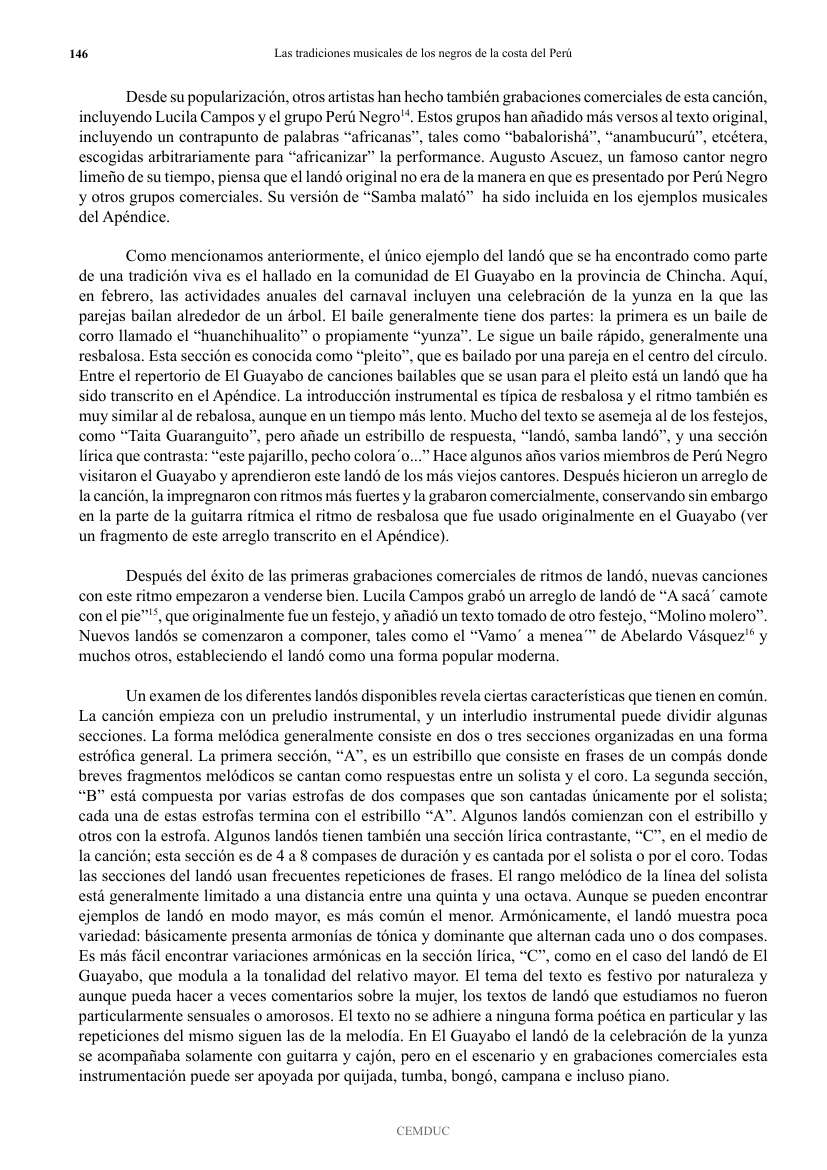 146
Las tradiciones musicales de los negros de la costa del Perú
Desde su popularización, otros artistas han hecho también grabaciones comerciales de esta canción,
incluyendo Lucila Campos y el grupo Perú Negro14. Estos grupos han añadido más versos al texto original,
incluyendo un contrapunto de palabras “africanas”, tales como “babalorishá”, “anambucurú”, etcétera,
escogidas arbitrariamente para “africanizar” la performance. Augusto Ascuez, un famoso cantor negro
limeño de su tiempo, piensa que el landó original no era de la manera en que es presentado por Perú Negro
y otros grupos comerciales. Su versión de “Samba malató” ha sido incluida en los ejemplos musicales
del Apéndice.
Como mencionamos anteriormente, el único ejemplo del landó que se ha encontrado como parte
de una tradición viva es el hallado en la comunidad de El Guayabo en la provincia de Chincha. Aquí,
en febrero, las actividades anuales del carnaval incluyen una celebración de la yunza en la que las
parejas bailan alrededor de un árbol. El baile generalmente tiene dos partes: la primera es un baile de
corro llamado el “huanchihualito” o propiamente “yunza”. Le sigue un baile rápido, generalmente una
resbalosa. Esta sección es conocida como “pleito”, que es bailado por una pareja en el centro del círculo.
Entre el repertorio de El Guayabo de canciones bailables que se usan para el pleito está un landó que ha
sido transcrito en el Apéndice. La introducción instrumental es típica de resbalosa y el ritmo también es
muy similar al de rebalosa, aunque en un tiempo más lento. Mucho del texto se asemeja al de los festejos,
como “Taita Guaranguito”, pero añade un estribillo de respuesta, “landó, samba landó”, y una sección
lírica que contrasta: “este pajarillo, pecho colora´o...” Hace algunos años varios miembros de Perú Negro
visitaron el Guayabo y aprendieron este landó de los más viejos cantores. Después hicieron un arreglo de
la canción, la impregnaron con ritmos más fuertes y la grabaron comercialmente, conservando sin embargo
en la parte de la guitarra rítmica el ritmo de resbalosa que fue usado originalmente en el Guayabo (ver
un fragmento de este arreglo transcrito en el Apéndice).
Después del éxito de las primeras grabaciones comerciales de ritmos de landó, nuevas canciones
con este ritmo empezaron a venderse bien. Lucila Campos grabó un arreglo de landó de “A sacá´ camote
con el pie”15, que originalmente fue un festejo, y añadió un texto tomado de otro festejo, “Molino molero”.
Nuevos landós se comenzaron a componer, tales como el “Vamo´ a menea´” de Abelardo Vásquez16 y
muchos otros, estableciendo el landó como una forma popular moderna.
Un examen de los diferentes landós disponibles revela ciertas características que tienen en común.
La canción empieza con un preludio instrumental, y un interludio instrumental puede dividir algunas
secciones. La forma melódica generalmente consiste en dos o tres secciones organizadas en una forma
estrófica general. La primera sección, “A”, es un estribillo que consiste en frases de un compás donde
breves fragmentos melódicos se cantan como respuestas entre un solista y el coro. La segunda sección,
“B” está compuesta por varias estrofas de dos compases que son cantadas únicamente por el solista;
cada una de estas estrofas termina con el estribillo “A”. Algunos landós comienzan con el estribillo y
otros con la estrofa. Algunos landós tienen también una sección lírica contrastante, “C”, en el medio de
la canción; esta sección es de 4 a 8 compases de duración y es cantada por el solista o por el coro. Todas
las secciones del landó usan frecuentes repeticiones de frases. El rango melódico de la línea del solista
está generalmente limitado a una distancia entre una quinta y una octava. Aunque se pueden encontrar
ejemplos de landó en modo mayor, es más común el menor. Armónicamente, el landó muestra poca
variedad: básicamente presenta armonías de tónica y dominante que alternan cada uno o dos compases.
Es más fácil encontrar variaciones armónicas en la sección lírica, “C”, como en el caso del landó de El
Guayabo, que modula a la tonalidad del relativo mayor. El tema del texto es festivo por naturaleza y
aunque pueda hacer a veces comentarios sobre la mujer, los textos de landó que estudiamos no fueron
particularmente sensuales o amorosos. El texto no se adhiere a ninguna forma poética en particular y las
repeticiones del mismo siguen las de la melodía. En El Guayabo el landó de la celebración de la yunza
se acompañaba solamente con guitarra y cajón, pero en el escenario y en grabaciones comerciales esta
instrumentación puede ser apoyada por quijada, tumba, bongó, campana e incluso piano.
CEMDUC